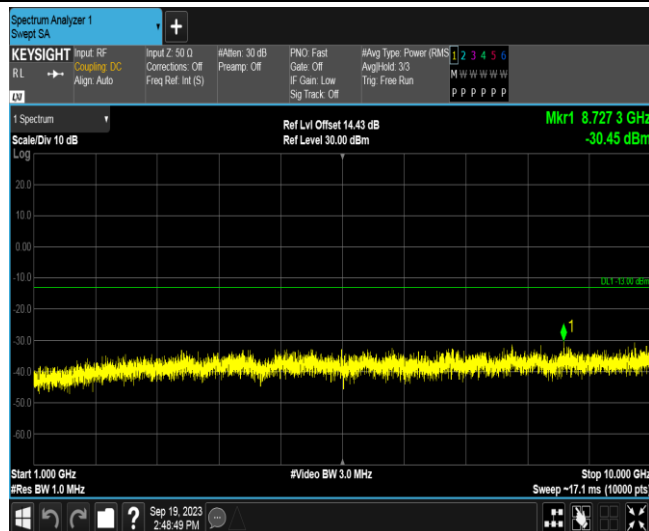 Spectrum Analyzer 1
Swept SA
+
KEYSIGHT
RL
Input: RF
Coupling: DC
Align: Auto
Input Z: 50 Ω
Corrections: Off
Freq Ref: Int (S)
#Atten: 30 dB
Preamp: Off
PNO: Fast
Gate: Off
IF Gain: Low
Sig Track: Off
#Avg Type: Power (RMS
Avg|Hold: 3/3
Trig: Free Run
1 2 3 4 5 6
M W W W W W
P P P P P P
LXI
1 Spectrum
Scale/Div 10 dB
Ref Lvl Offset 14.43 dB
Ref Level 30.00 dBm
Mkr1 8.727 3 GHz
-30.45 dBm
Log
20.0
10.0
0.00
-10.0
DL1 -13.00 dBm
-20.0
-30.0
1
-40.0
-50.0
-60.0
Start 1.000 GHz
#Res BW 1.0 MHz
#Video BW 3.0 MHz
Stop 10.000 GHz
Sweep ~17.1 ms (10000 pts)
?
Sep 19, 2023
2:48:49 PM